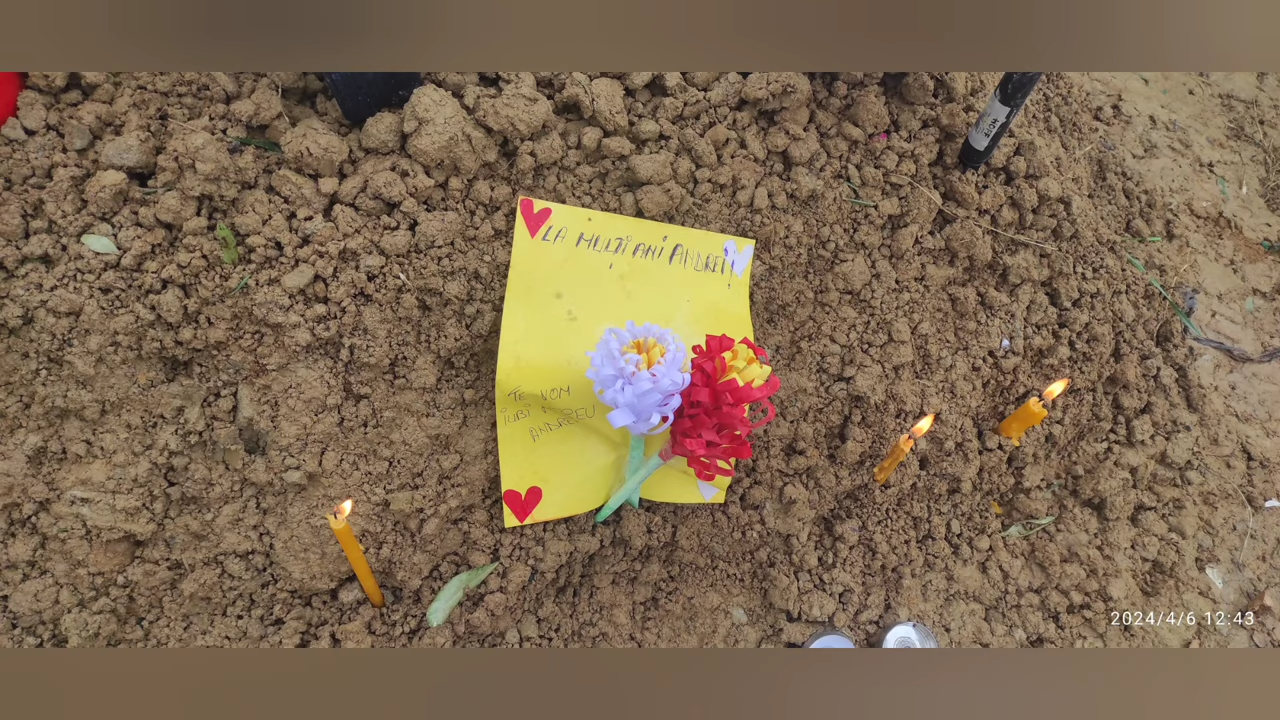 LA MULȚI ANI ANDREI!
TE VOM
IUBI
ANDREEU
2024/4/6 12:43